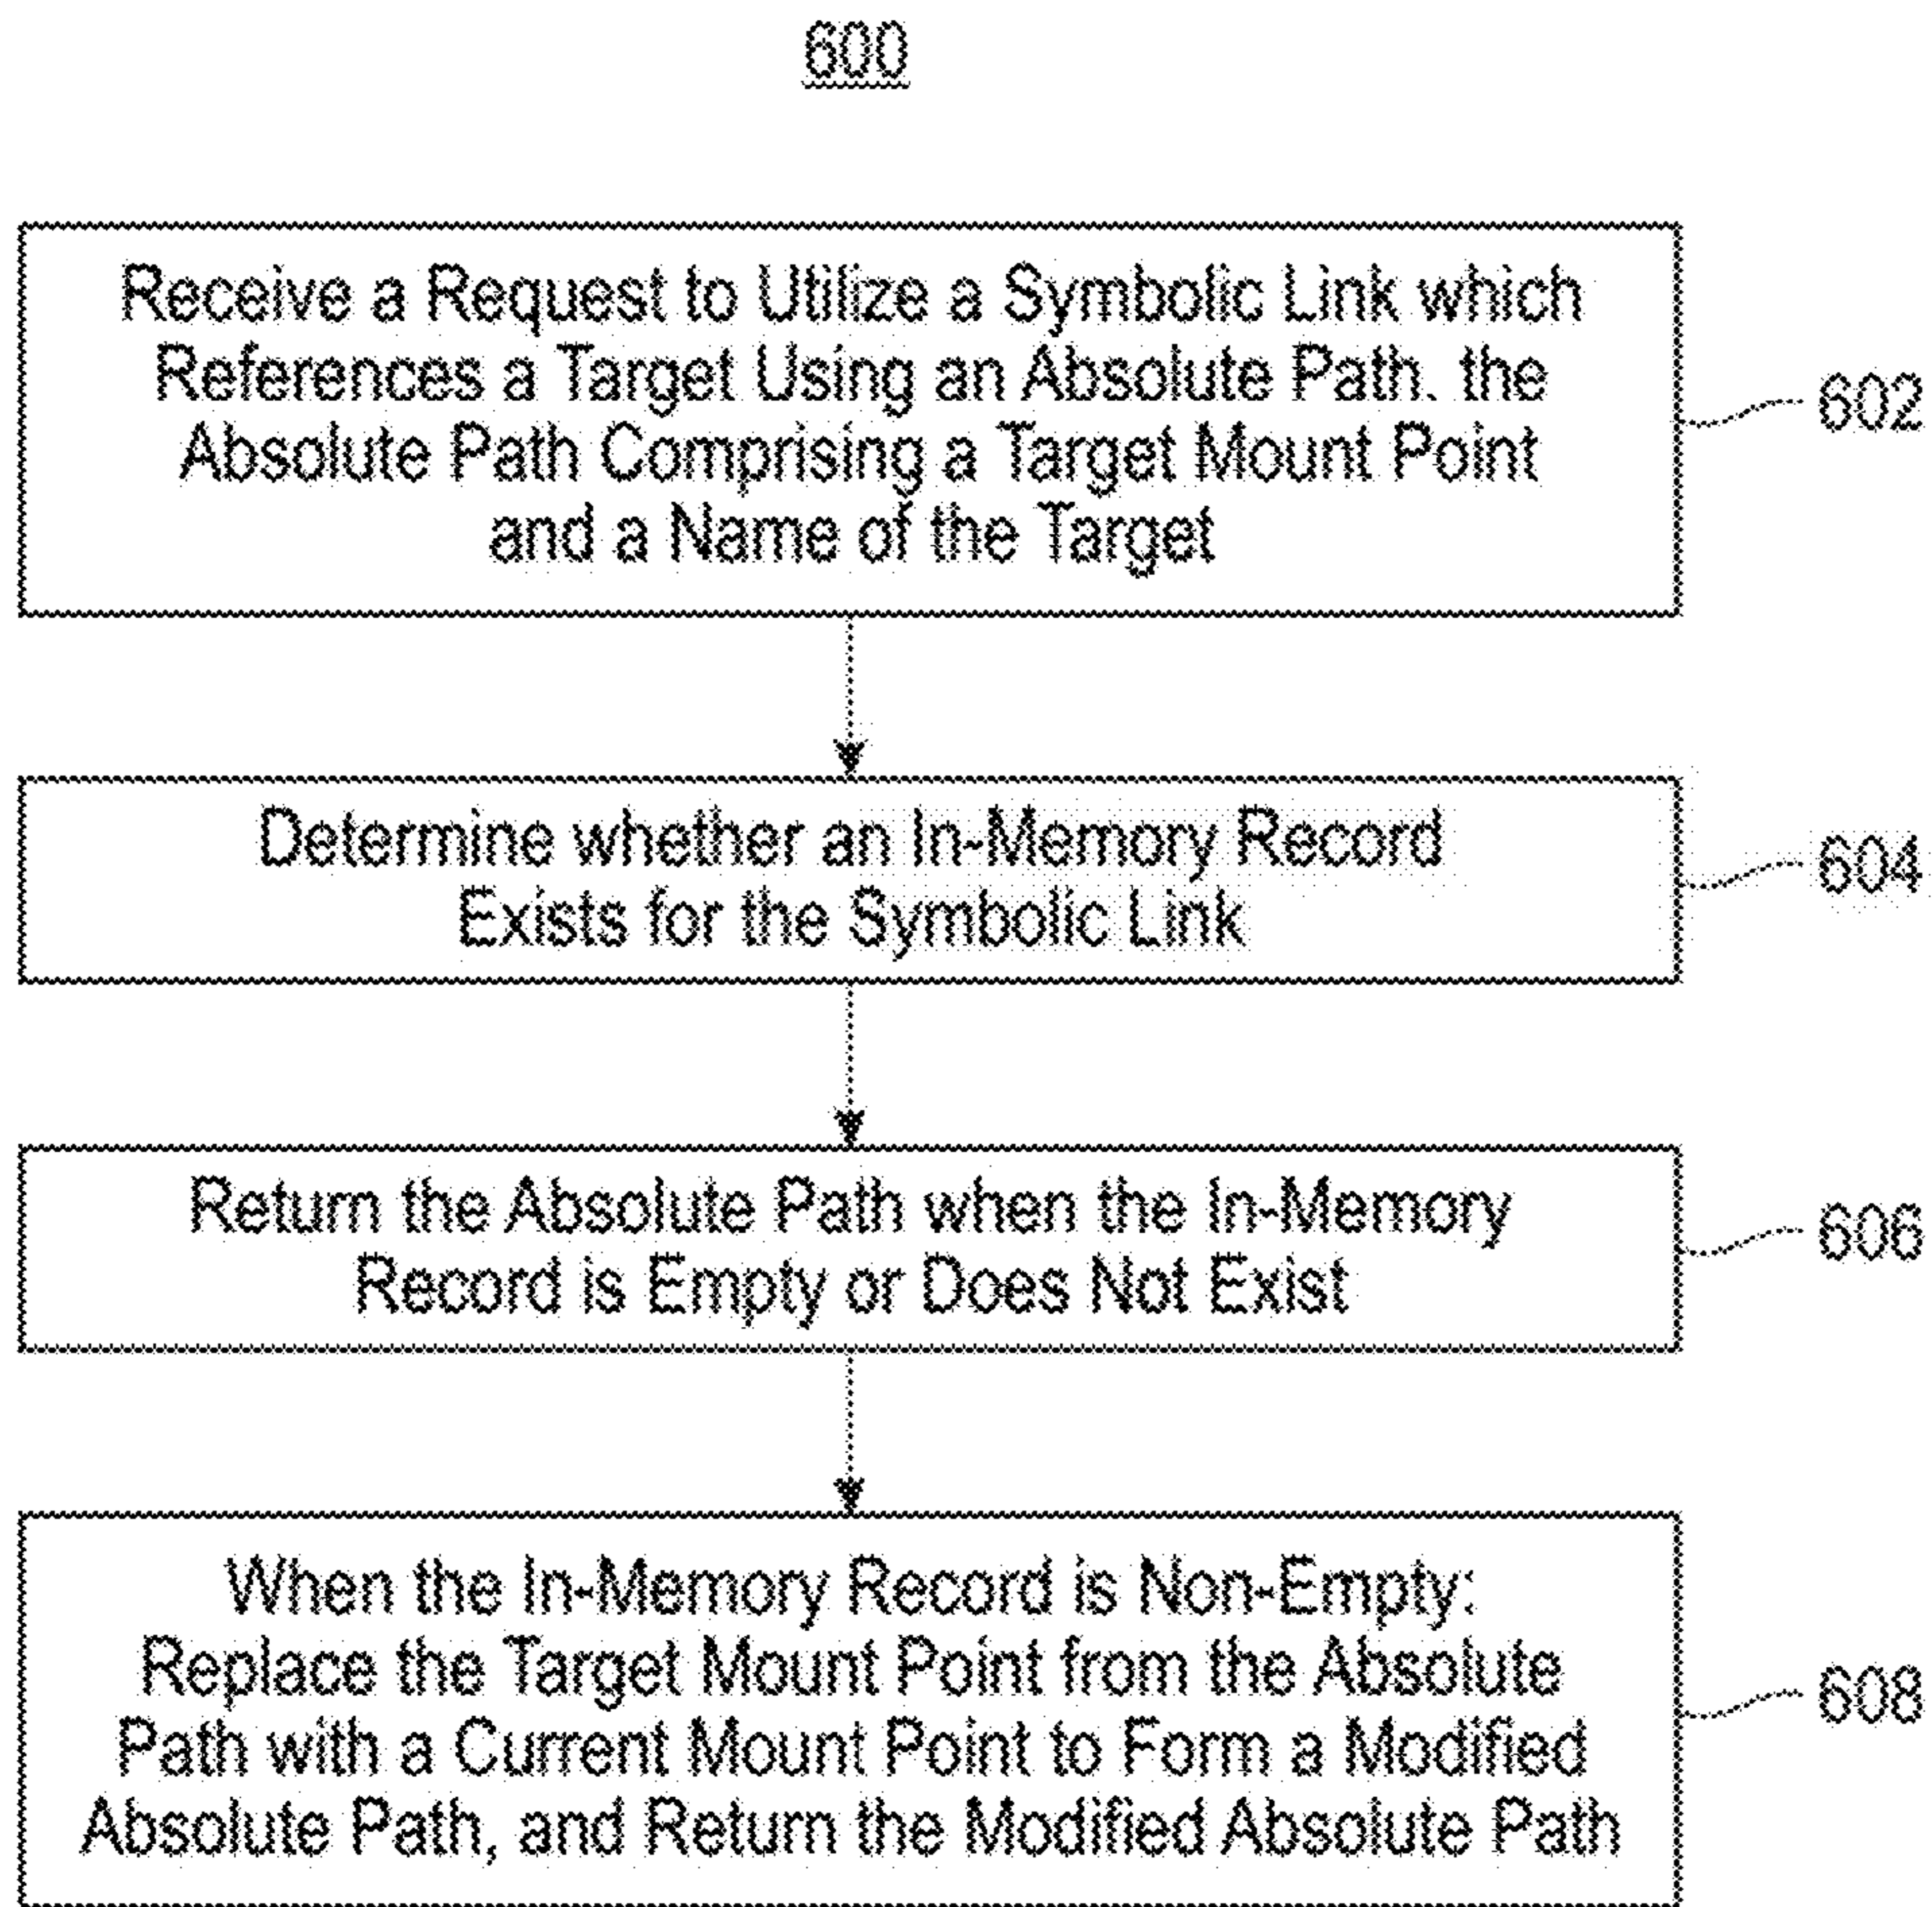 600
Receive a Request to Utilize a Symbolic Link which
References a Target Using an Absolute Path. the
Absolute Path Comprising a Target Mount Point
and a Name of the Target
602
Determine whether an In-Memory Record
Exists for the Symbolic Link
604
Return the Absolute Path when the In-Memory
Record is Empty or Does Not Exist
606
When the In-Memory Record is Non-Empty:
Replace the Target Mount Point from the Absolute
Path with a Current Mount Point to Form a Modified
Absolute Path, and Return the Modified Absolute Path
608